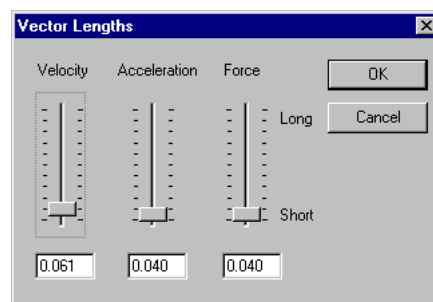 Vector Lengths
Velocity Acceleration Force OK
Long Cancel
Short
0.061 0.040 0.040